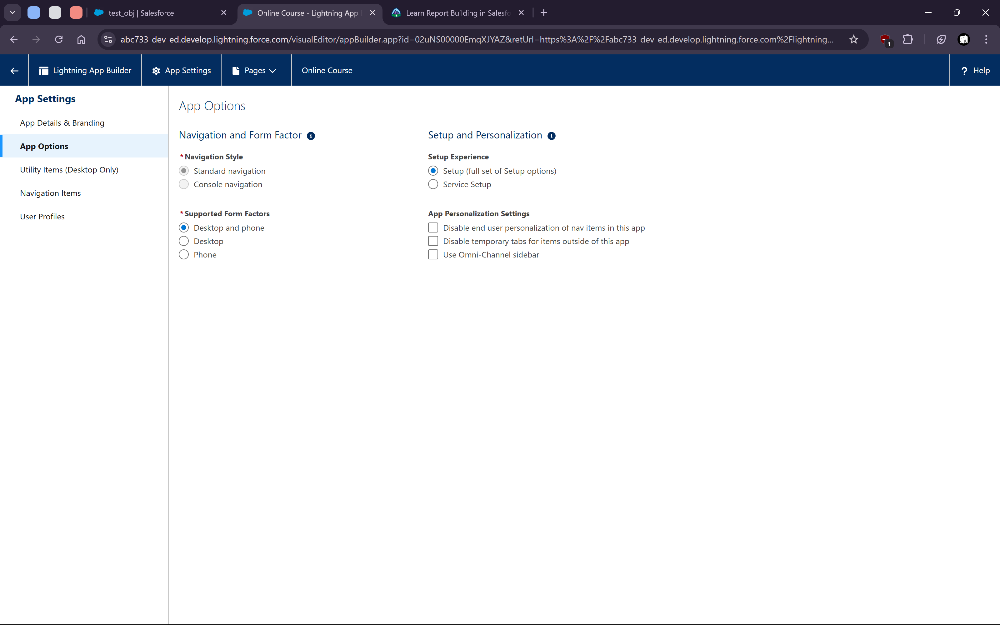 test_obj | Salesforce
Online Course - Lightning App
Learn Report Building in Salesfo
abc733-dev-ed.develop.lightning.force.com/visualEditor/appBuilder.app?id=02uNS00000EmqXJYAZ&retUrl=https%3A%2F%2Fabc733-dev-ed.develop.lightning.force.com%2Flightning...
1
Lightning App Builder
App Settings
Pages
Online Course
? Help
App Settings
App Details & Branding
App Options
Utility Items (Desktop Only)
Navigation Items
User Profiles
App Options
Navigation and Form Factor
* Navigation Style
Standard navigation
Console navigation
* Supported Form Factors
Desktop and phone
Desktop
Phone
Setup and Personalization
Setup Experience
Setup (full set of Setup options)
Service Setup
App Personalization Settings
Disable end user personalization of nav items in this app
Disable temporary tabs for items outside of this app
Use Omni-Channel sidebar